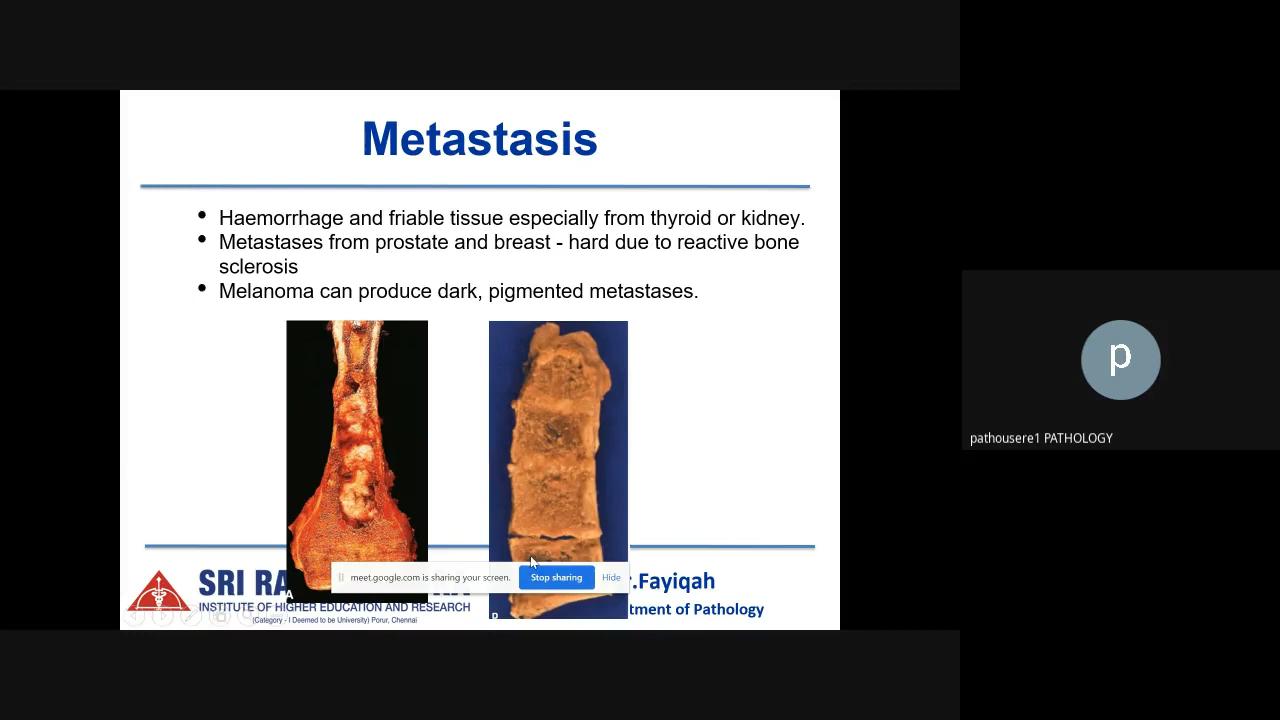 Metastasis
• Haemorrhage and friable tissue especially from thyroid or kidney.
• Metastases from prostate and breast - hard due to reactive bone
sclerosis
• Melanoma can produce dark, pigmented metastases.
p
pathousere1 PATHOLOGY
A
SRI RA
RA
INSTITUTE OF HIGHER EDUCATION AND RESEARCH
(Category - I Deemed to be University) Porur, Chennai
meet.google.com is sharing your screen.
Stop sharing
Hide
r.Fayiqah
tment of Pathology